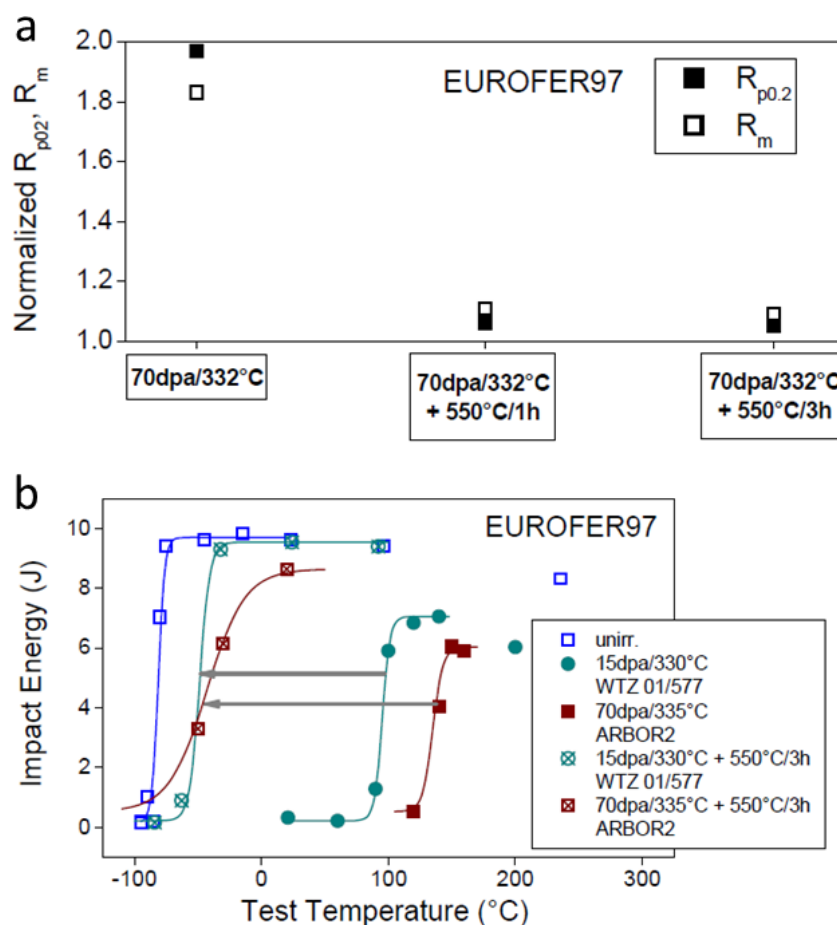 a
Normalized Rp02, Rm
2.0
1.8
1.6
1.4
1.2
1.0
EUROFER97
Rp0.2
Rm
70dpa/332°C
70dpa/332°C
+ 550°C/1h
70dpa/332°C
+ 550°C/3h
b
Impact Energy (J)
10
8
6
4
2
0
EUROFER97
unirr.
15dpa/330°C
WTZ 01/577
70dpa/335°C
ARBOR2
15dpa/330°C + 550°C/3h
WTZ 01/577
70dpa/335°C + 550°C/3h
ARBOR2
-100
0
100
200
300
Test Temperature (°C)